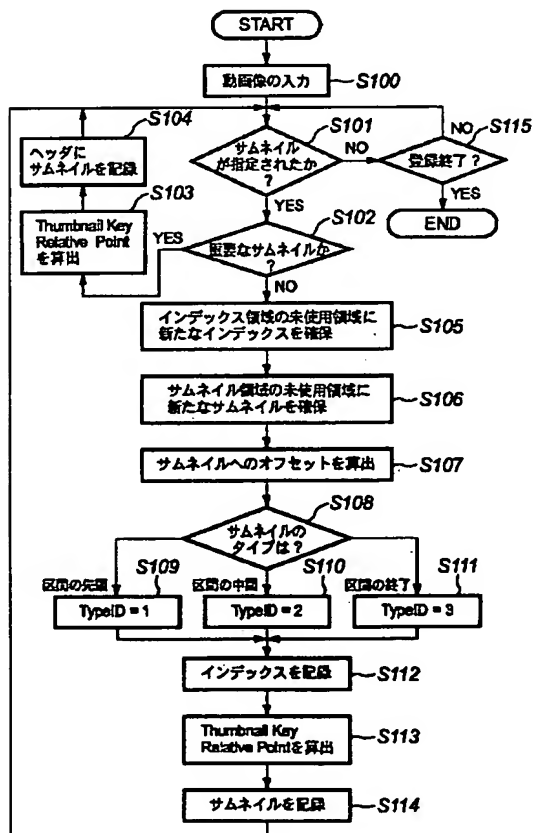 START
動画像の入力
S100
S104
ヘッダに
サムネイルを記録
S101
サムネイル
が指定されたか
?
NO
NO
S115
登録終了?
YES
END
S103
Thumbnail Key
Relative Point
を算出
YES
YES
S102
重要なサムネイルか?
NO
インデックス領域の未使用領域に
新たなインデックスを確保
S105
サムネイル領域の未使用領域に
新たなサムネイルを確保
S106
サムネイルへのオフセットを算出
S107
S108
サムネイルの
タイプは?
区間の先頭
S109
TypeID = 1
区間の中間
S110
TypeID = 2
区間の終了
S111
TypeID = 3
インデックスを記録
S112
Thumbnail Key
Relative Pointを算出
S113
サムネイルを記録
S114